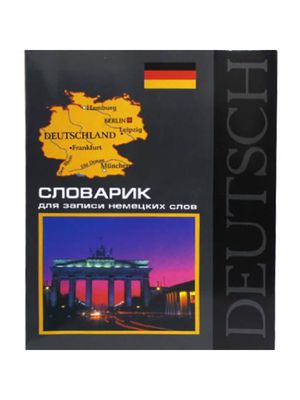 Hamburg
BERLIN
Leipzig
DEUTSCHLAND
Frankfurt
München
СЛОВАРИК
для записи немецких слов
DEUTSCH